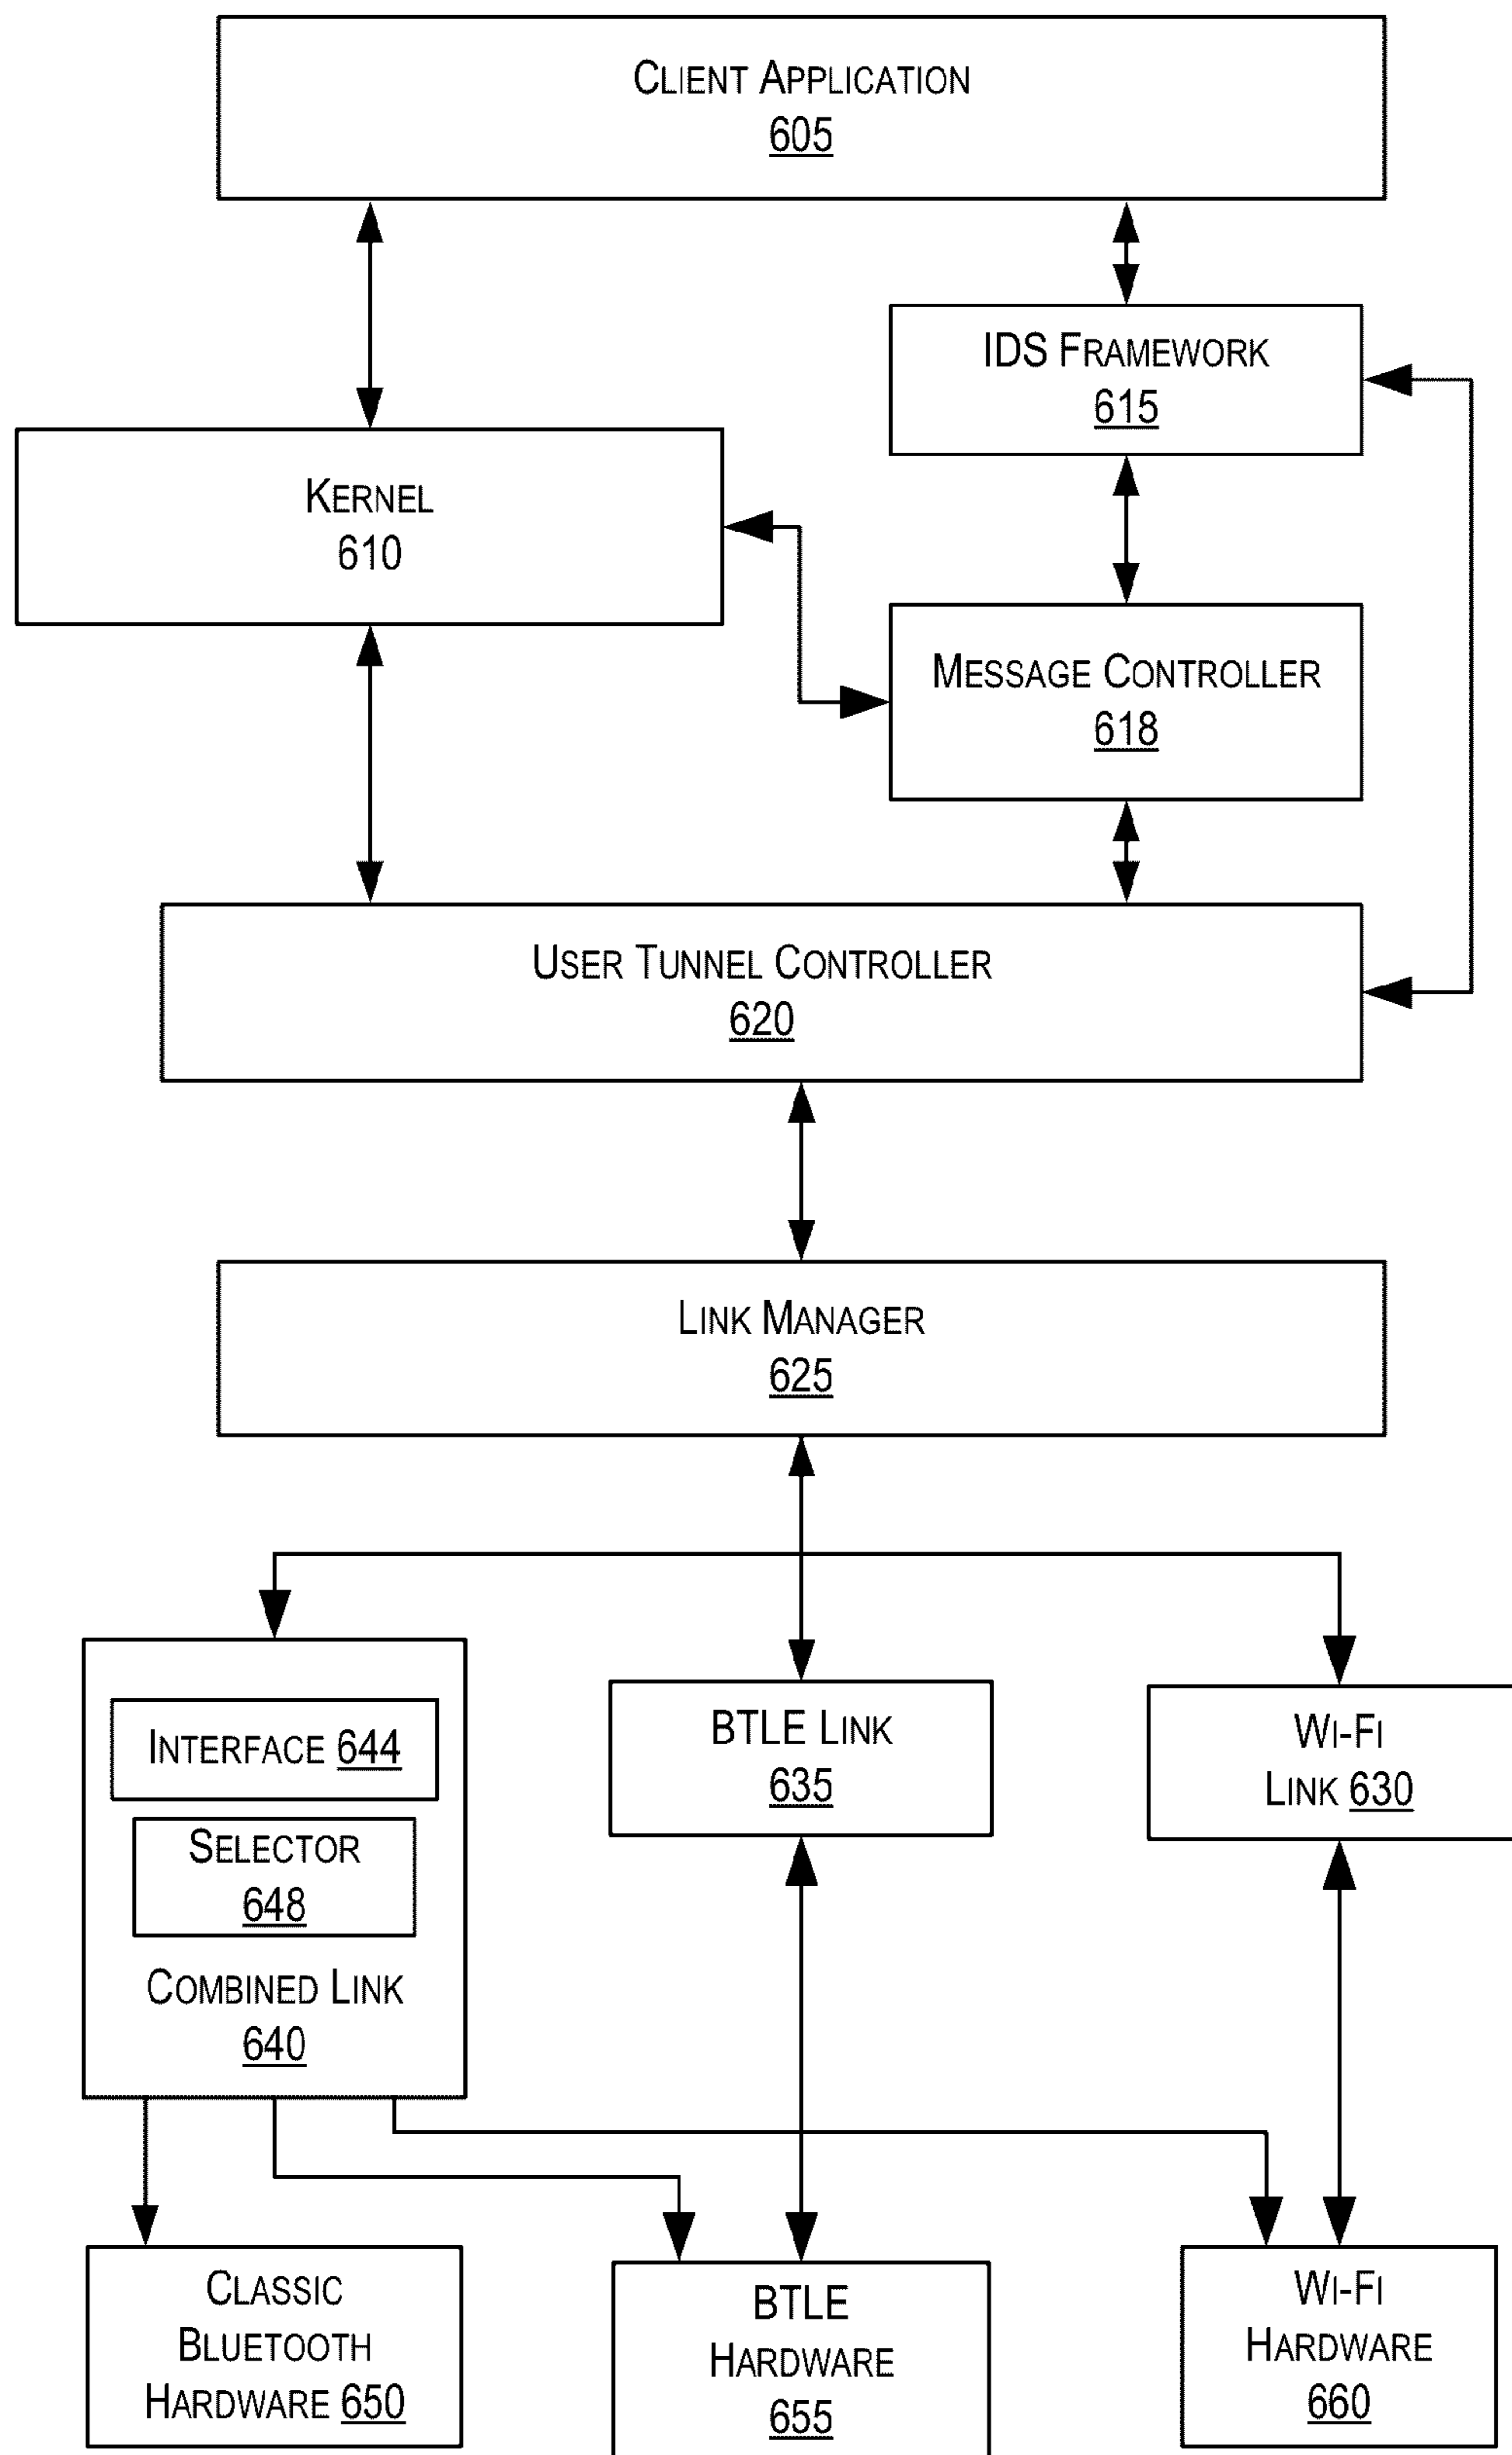 CLIENT APPLICATION
605
IDS FRAMEWORK
615
KERNEL
610
MESSAGE CONTROLLER
618
USER TUNNEL CONTROLLER
620
LINK MANAGER
625
INTERFACE 644
SELECTOR
648
COMBINED LINK
640
BTLE LINK
635
WI-FI
LINK 630
CLASSIC
BLUETOOTH
HARDWARE 650
BTLE
HARDWARE
655
WI-FI
HARDWARE
660